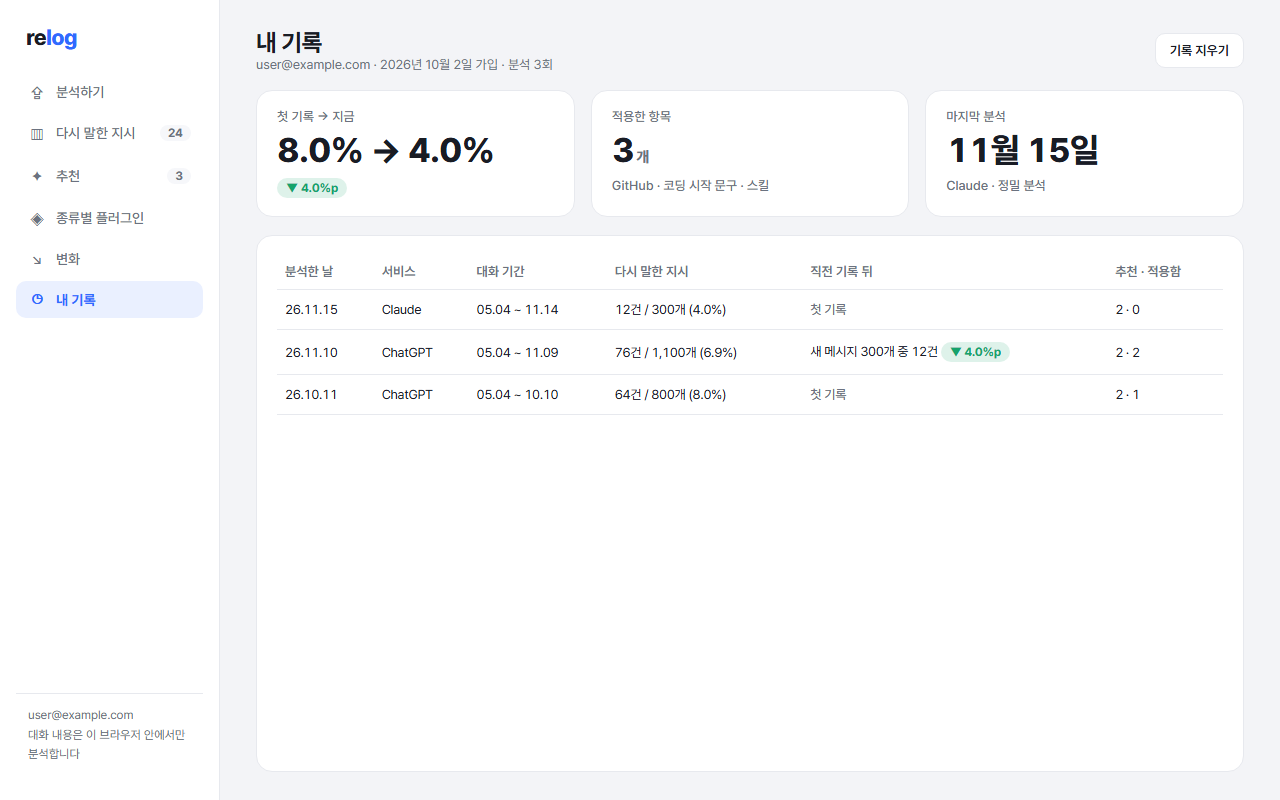 relog
분석하기
다시 말한 지시 24
추천 3
종류별 플러그인
변화
내 기록
user@example.com
대화 내용은 이 브라우저 안에서만
분석합니다
내 기록
user@example.com · 2026년 10월 2일 가입 · 분석 3회
기록 지우기
첫 기록 → 지금
8.0% → 4.0%
▼ 4.0%p
적용한 항목
3개
GitHub · 코딩 시작 문구 · 스킬
마지막 분석
11월 15일
Claude · 정밀 분석
분석한 날 서비스 대화 기간 다시 말한 지시 직전 기록 뒤 추천 · 적용함
26.11.15 Claude 05.04 ~ 11.14 12건 / 300개 (4.0%) 첫 기록 2 · 0
26.11.10 ChatGPT 05.04 ~ 11.09 76건 / 1,100개 (6.9%) 새 메시지 300개 중 12건 ▼ 4.0%p 2 · 2
26.10.11 ChatGPT 05.04 ~ 10.10 64건 / 800개 (8.0%) 첫 기록 2 · 1